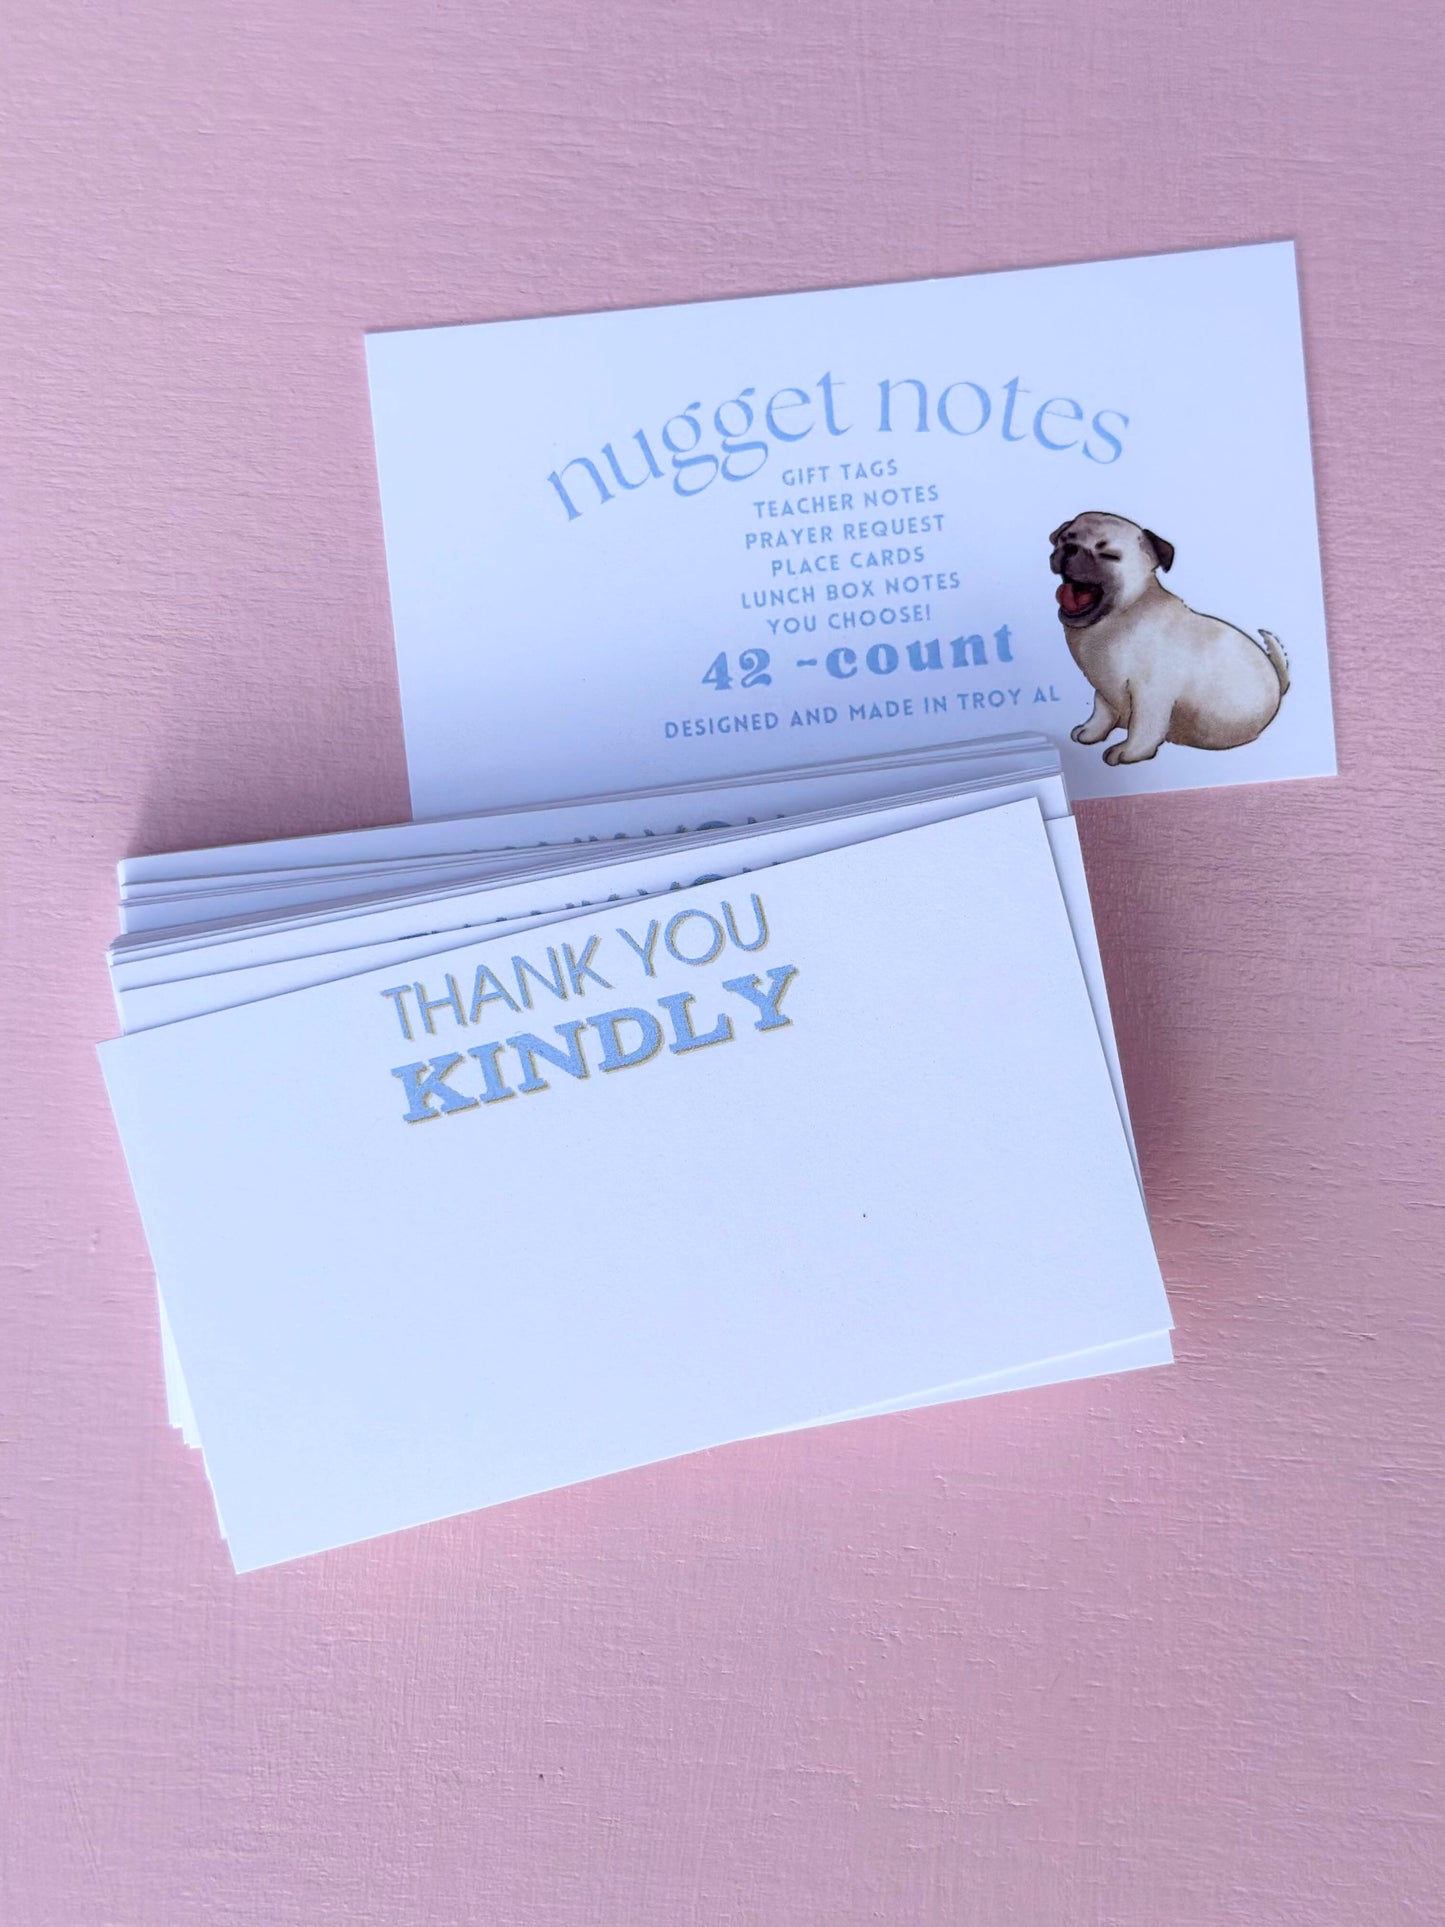 nugget notes
GIFT TAGS
TEACHER NOTES
PRAYER REQUEST
PLACE CARDS
LUNCH BOX NOTES
YOU CHOOSE!
42 -count
DESIGNED AND MADE IN TROY AL
THANK YOU
KINDLY